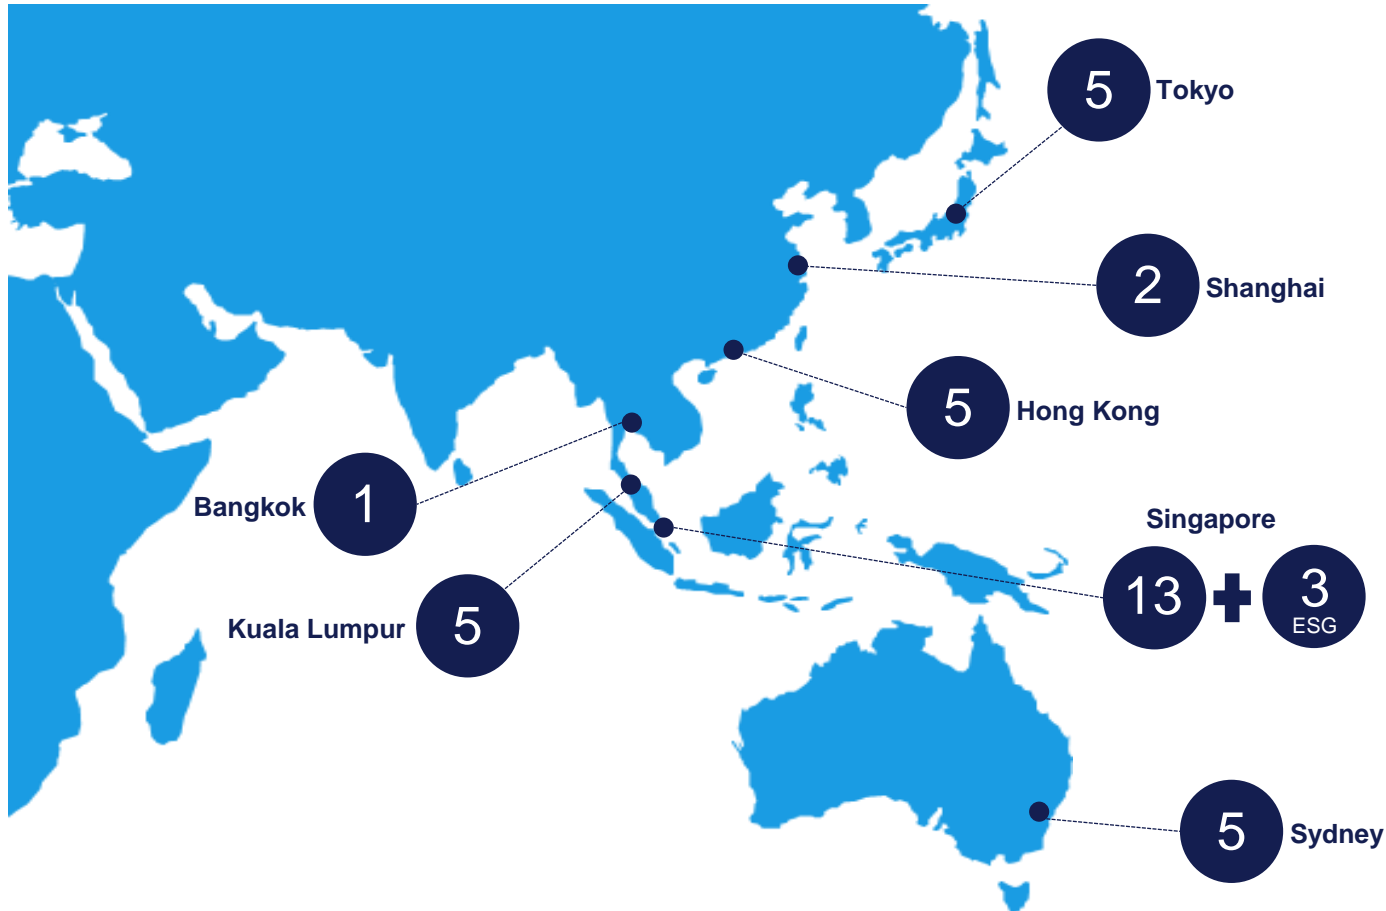 5 Tokyo
2 Shanghai
5 Hong Kong
Bangkok 1
Singapore
13 + 3
ESG
Kuala Lumpur 5
5 Sydney